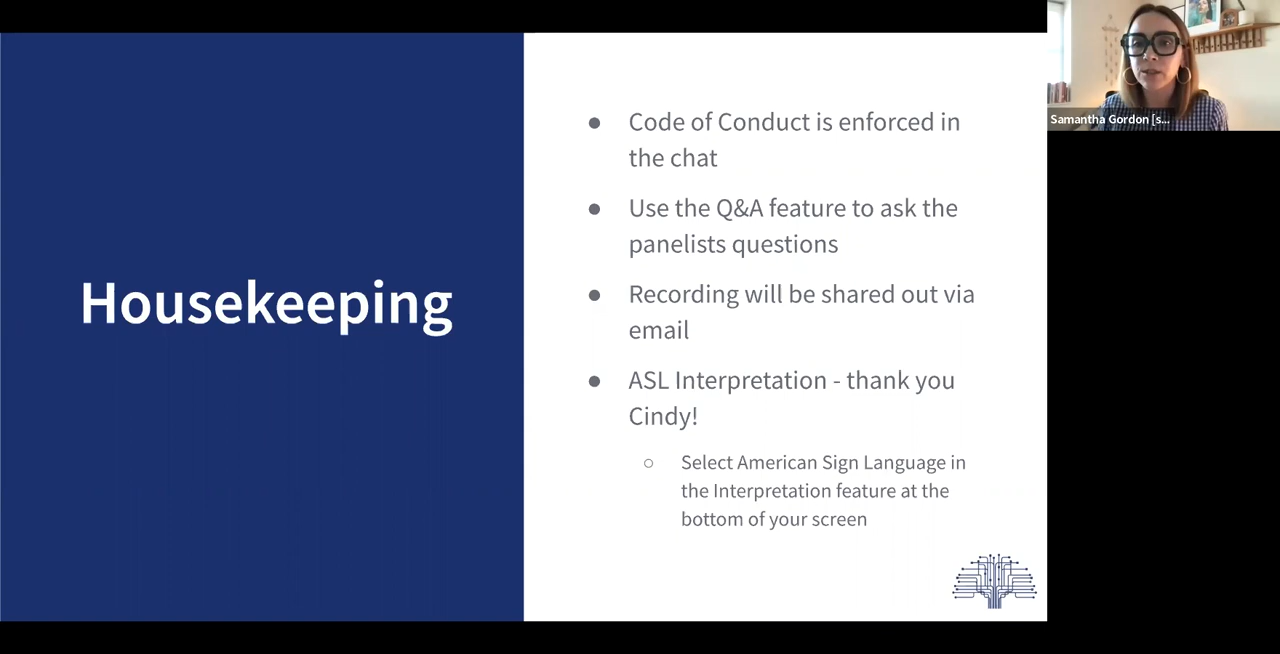 Housekeeping
● Code of Conduct is enforced in
the chat
● Use the Q&A feature to ask the
panelists questions
● Recording will be shared out via
email
● ASL Interpretation - thank you
Cindy!
○ Select American Sign Language in
the Interpretation feature at the
bottom of your screen
Samantha Gordon [s...